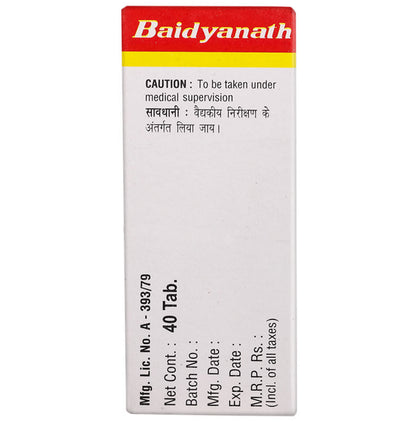 Baidyanath
CAUTION : To be taken under
medical supervision
सावधानी : वैद्यकीय निरीक्षण के
अंतर्गत लिया जाय।
Mfg. Lic. No. A - 393/79
Net Cont. : 40 Tab.
Batch No. :
Mfg. Date :
Exp. Date :
M.R.P. Rs. :
(Incl. of all taxes)